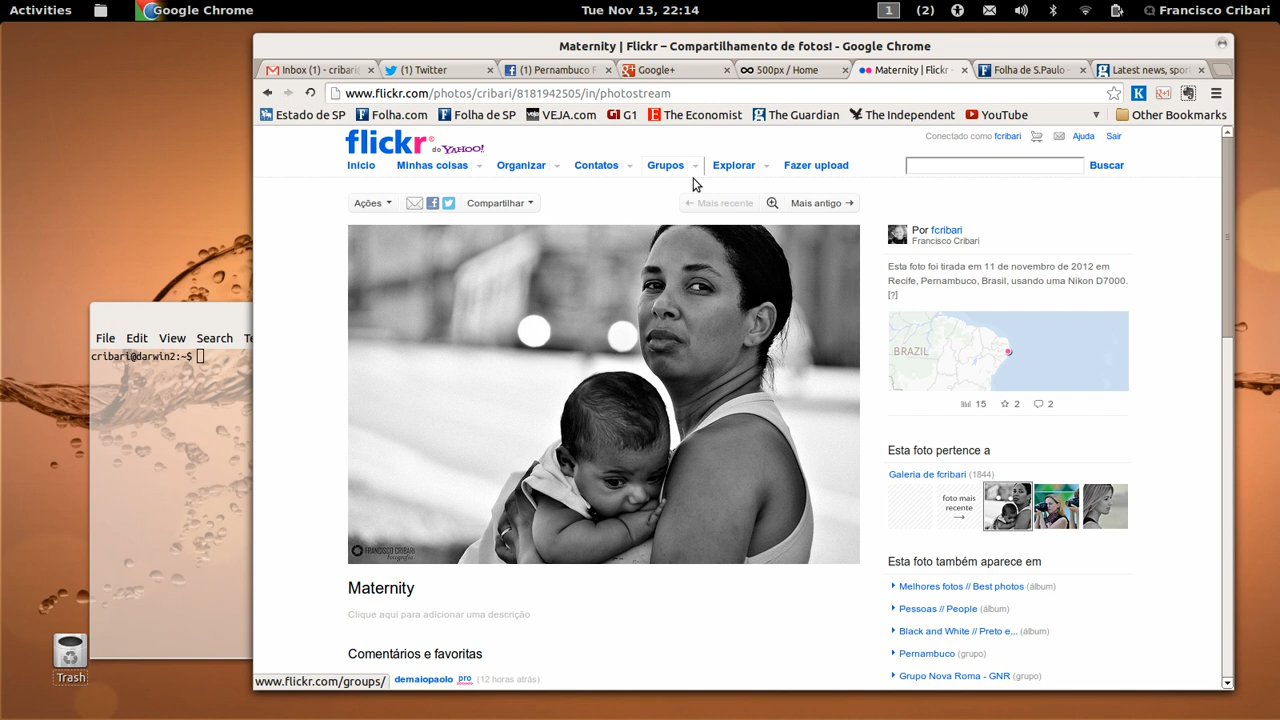 Activities Google Chrome Tue Nov 13, 22:14 1 (2) Francisco Cribari
Maternity | Flickr – Compartilhamento de fotos! - Google Chrome
Inbox (1) - cribari@ (1) Twitter (1) Pernambuco F Google+ 500px / Home Maternity | Flickr - Folha de S.Paulo - Latest news, spor
www.flickr.com/photos/cribari/8181942505/in/photostream
Estado de SP Folha.com Folha de SP VEJA.com G1 The Economist The Guardian The Independent YouTube Other Bookmarks
flickr do YAHOO!
Conectado como fcribari Ajuda Sair
Início Minhas coisas Organizar Contatos Grupos Explorar Fazer upload Buscar
Ações Compartilhar Mais recente Mais antigo
Por fcribari
Francisco Cribari
Esta foto foi tirada em 11 de novembro de 2012 em
Recife, Pernambuco, Brasil, usando uma Nikon D7000.
[?]
BRAZIL
15 2 2
Esta foto pertence a
Galeria de fcribari (1844)
foto mais
recente
Esta foto também aparece em
Melhores fotos // Best photos (álbum)
Pessoas // People (álbum)
Black and White // Preto e... (álbum)
Pernambuco (grupo)
Grupo Nova Roma - GNR (grupo)
FRANCISCO CRIBARI
Fotografia
Maternity
Clique aqui para adicionar uma descrição
Comentários e favoritas
demaiopaolo pro (12 horas atrás)
www.flickr.com/groups/
File Edit View Search Te
cribari@darwin2:~$
Trash